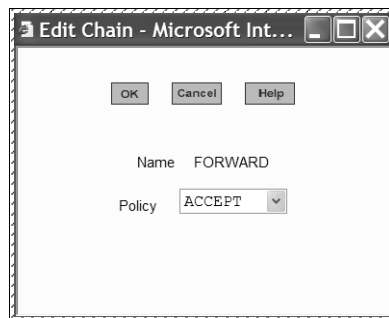 Edit Chain - Microsoft Int...
OK Cancel Help
Name FORWARD
Policy ACCEPT